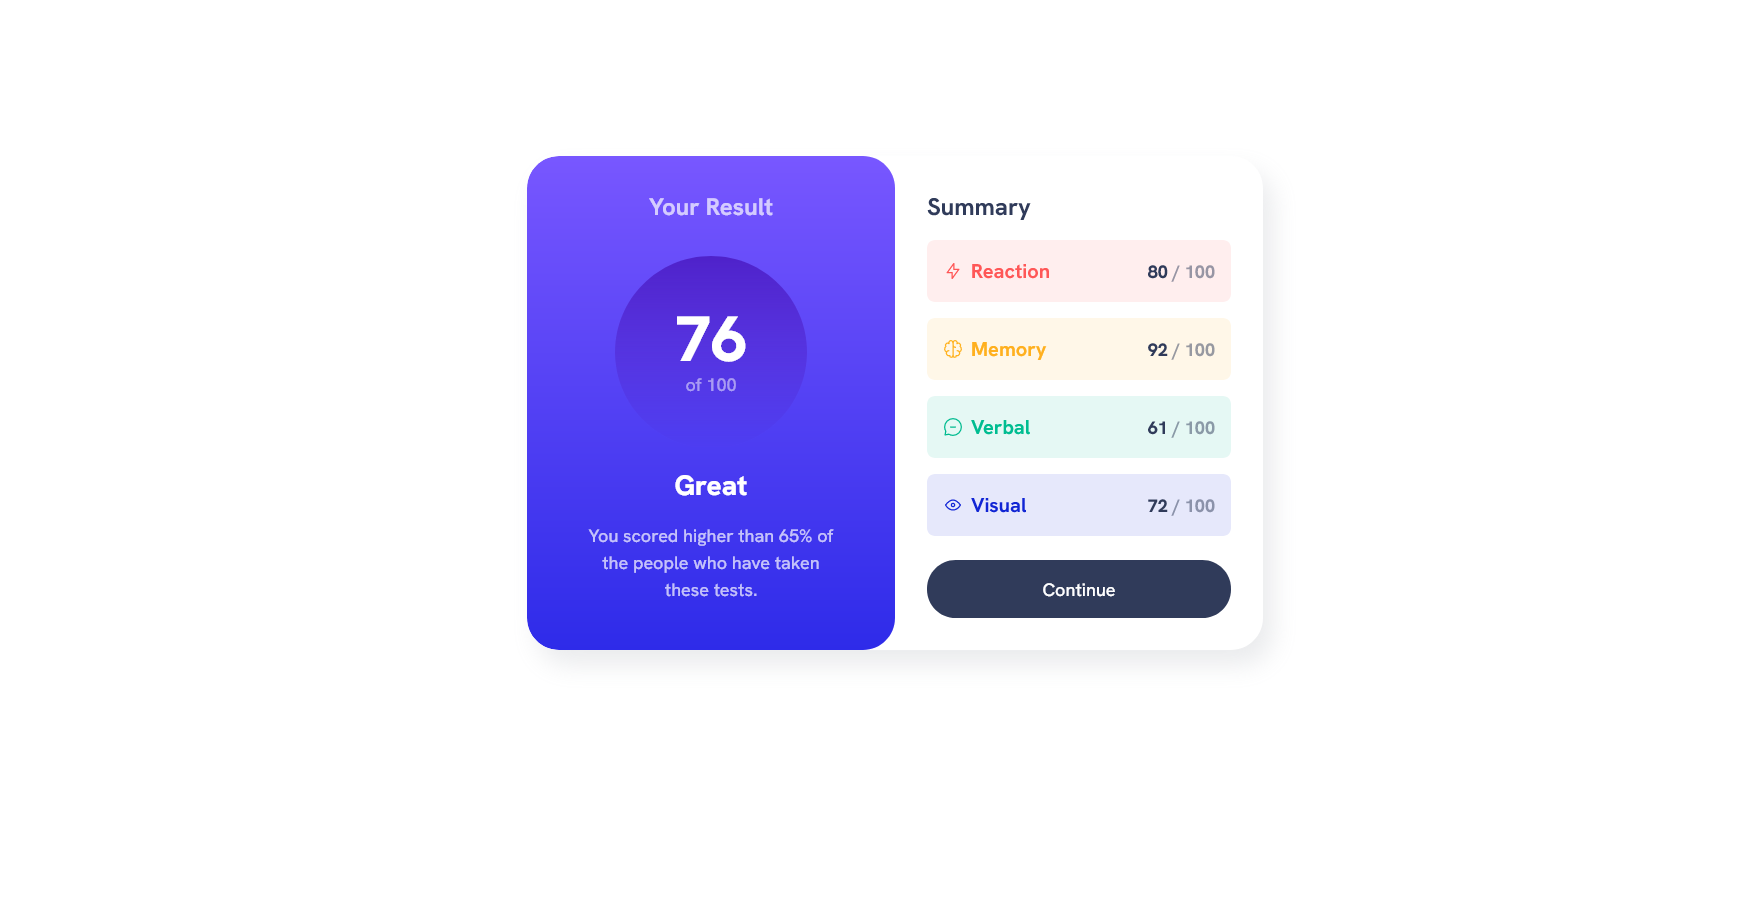 Your Result
76
of 100
Great
You scored higher than 65% of
the people who have taken
these tests.
Summary
Reaction 80 / 100
Memory 92 / 100
Verbal 61 / 100
Visual 72 / 100
Continue